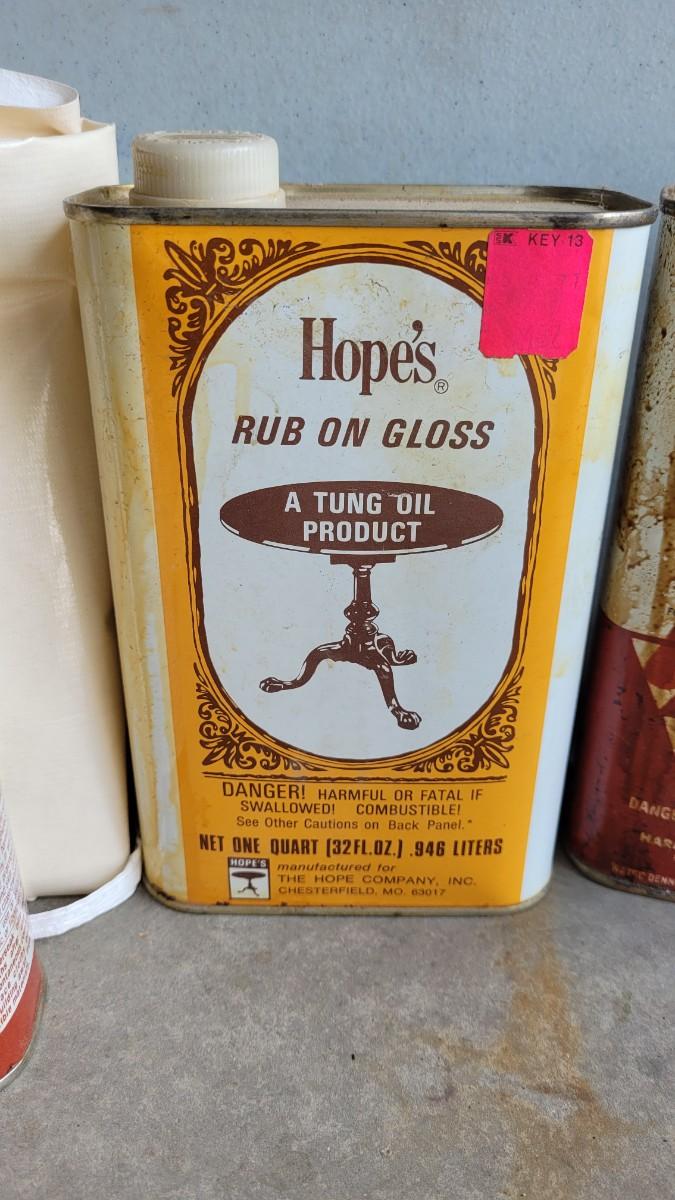 KEY 13
Hope's®
RUB ON GLOSS
A TUNG OIL
PRODUCT
DANGER! HARMFUL OR FATAL IF
SWALLOWED! COMBUSTIBLE!
See Other Cautions on Back Panel.*
NET ONE QUART (32FL.OZ.) .946 LITERS
HOPE'S
manufactured for
THE HOPE COMPANY, INC.
CHESTERFIELD, MO. 63017